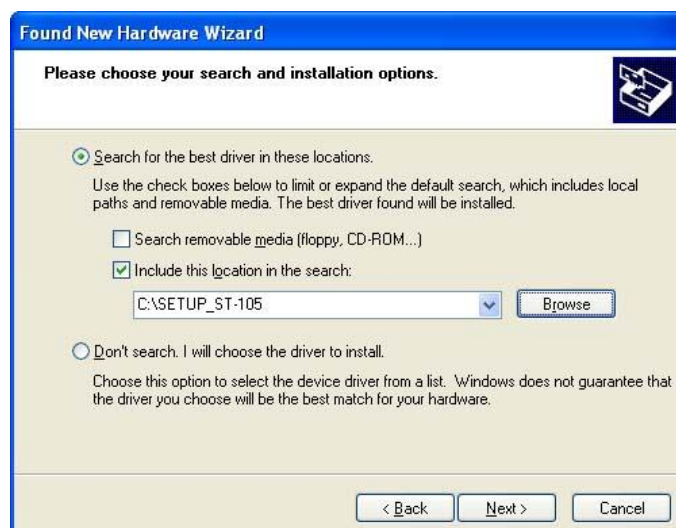 Found New Hardware Wizard
Please choose your search and installation options.
Search for the best driver in these locations.
Use the check boxes below to limit or expand the default search, which includes local
paths and removable media. The best driver found will be installed.
Search removable media (floppy, CD-ROM...)
Include this location in the search:
C:\SETUP_ST-105
Browse
Don't search. I will choose the driver to install.
Choose this option to select the device driver from a list. Windows does not guarantee that
the driver you choose will be the best match for your hardware.
< Back Next > Cancel